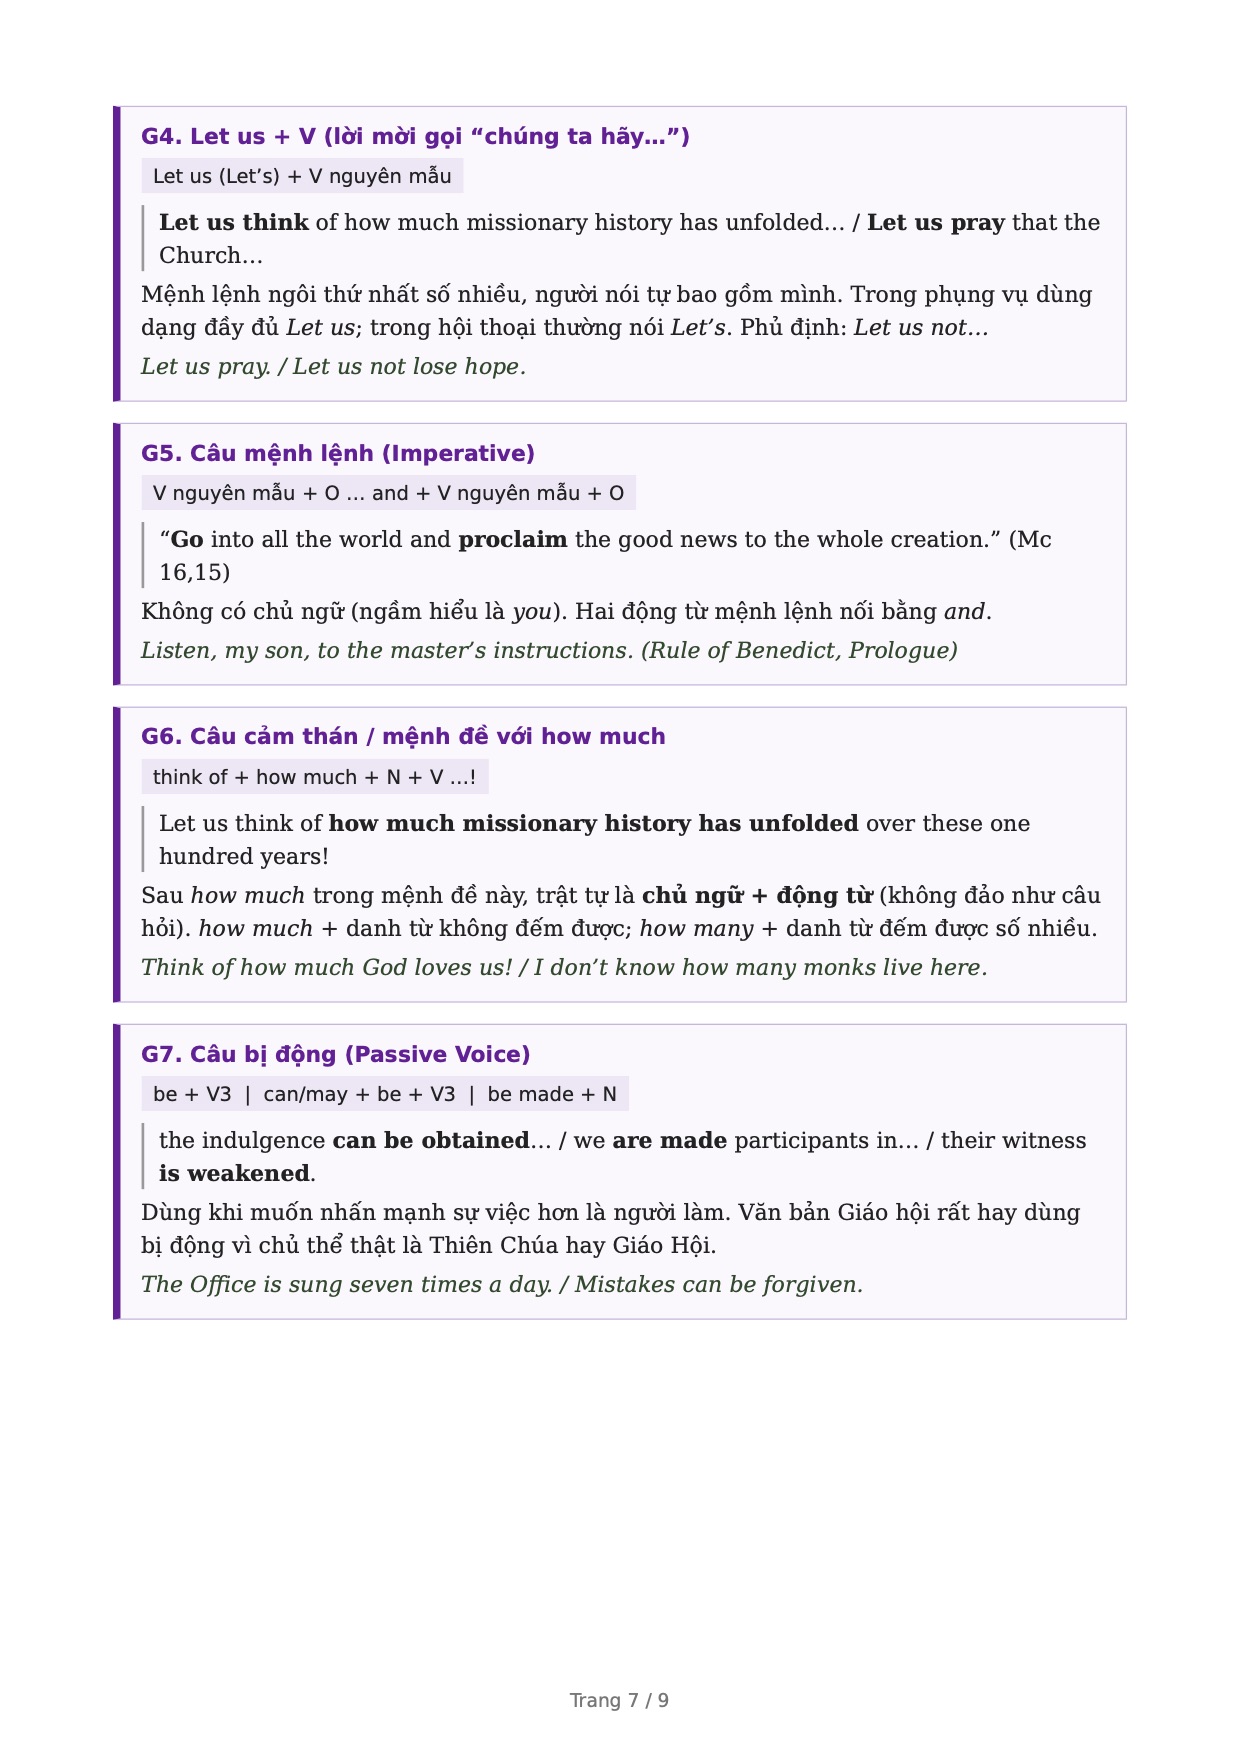 G4. Let us + V (lời mời gọi “chúng ta hãy…”)
Let us (Let’s) + V nguyên mẫu
Let us think of how much missionary history has unfolded… / Let us pray that the
Church…
Mệnh lệnh ngôi thứ nhất số nhiều, người nói tự bao gồm mình. Trong phụng vụ dùng
dạng đầy đủ Let us; trong hội thoại thường nói Let’s. Phủ định: Let us not…
Let us pray. / Let us not lose hope.
G5. Câu mệnh lệnh (Imperative)
V nguyên mẫu + O … and + V nguyên mẫu + O
“Go into all the world and proclaim the good news to the whole creation.” (Mc
16,15)
Không có chủ ngữ (ngầm hiểu là you). Hai động từ mệnh lệnh nối bằng and.
Listen, my son, to the master’s instructions. (Rule of Benedict, Prologue)
G6. Câu cảm thán / mệnh đề với how much
think of + how much + N + V …!
Let us think of how much missionary history has unfolded over these one
hundred years!
Sau how much trong mệnh đề này, trật tự là chủ ngữ + động từ (không đảo như câu
hỏi). how much + danh từ không đếm được; how many + danh từ đếm được số nhiều.
Think of how much God loves us! / I don’t know how many monks live here.
G7. Câu bị động (Passive Voice)
be + V3 | can/may + be + V3 | be made + N
the indulgence can be obtained… / we are made participants in… / their witness
is weakened.
Dùng khi muốn nhấn mạnh sự việc hơn là người làm. Văn bản Giáo hội rất hay dùng
bị động vì chủ thể thật là Thiên Chúa hay Giáo Hội.
The Office is sung seven times a day. / Mistakes can be forgiven.
Trang 7 / 9